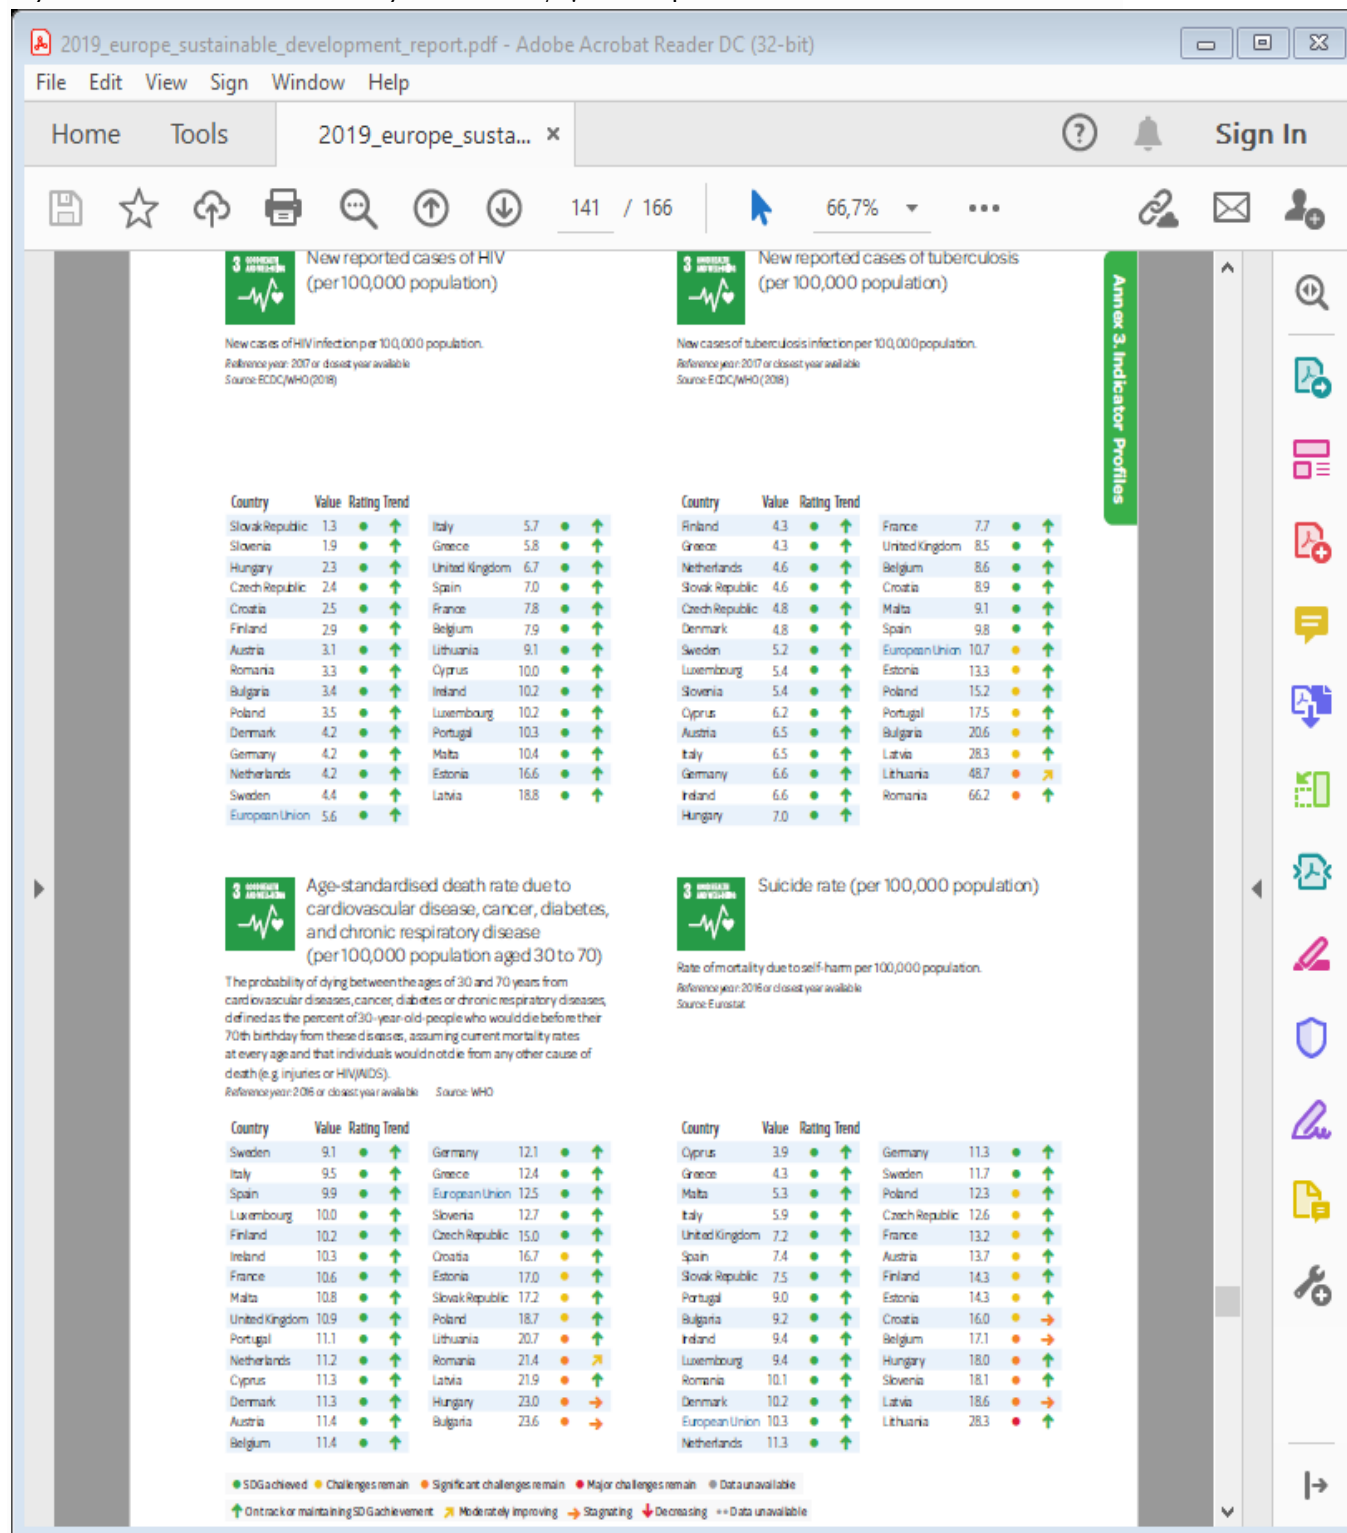 2019_europe_sustainable_development_report.pdf - Adobe Acrobat Reader DC (32-bit)
File Edit View Sign Window Help
Home Tools 2019_europe_susta... × Sign In
141 / 166 66,7%
Annex 3. Indicator Profiles
3
New reported cases of HIV
(per 100,000 population)
New cases of HIV infection per 100,000 population.
Reference year: 2017 or closest year available
Source: ECDC/WHO (2018)
Country Value Rating Trend
Slovak Republic 1.3
Slovenia 1.9
Hungary 2.3
Czech Republic 2.4
Croatia 2.5
Finland 2.9
Austria 3.1
Romania 3.3
Bulgaria 3.4
Poland 3.5
Denmark 4.2
Germany 4.2
Netherlands 4.2
Sweden 4.4
European Union 5.6
Italy 5.7
Greece 5.8
United Kingdom 6.7
Spain 7.0
France 7.8
Belgium 7.9
Lithuania 9.1
Cyprus 10.0
Ireland 10.2
Luxembourg 10.2
Portugal 10.3
Malta 10.4
Estonia 16.6
Latvia 18.8
3
New reported cases of tuberculosis
(per 100,000 population)
New cases of tuberculosis infection per 100,000 population.
Reference year: 2017 or closest year available
Source: ECDC/WHO (2018)
Country Value Rating Trend
Finland 4.3
Greece 4.3
Netherlands 4.6
Slovak Republic 4.6
Czech Republic 4.8
Denmark 4.8
Sweden 5.2
Luxembourg 5.4
Slovenia 5.4
Cyprus 6.2
Austria 6.5
Italy 6.5
Germany 6.6
Ireland 6.6
Hungary 7.0
France 7.7
United Kingdom 8.5
Belgium 8.6
Croatia 8.9
Malta 9.1
Spain 9.8
European Union 10.7
Estonia 13.3
Poland 15.2
Portugal 17.5
Bulgaria 20.6
Latvia 28.3
Lithuania 48.7
Romania 66.2
3
Age-standardised death rate due to
cardiovascular disease, cancer, diabetes,
and chronic respiratory disease
(per 100,000 population aged 30 to 70)
The probability of dying between the ages of 30 and 70 years from
cardiovascular diseases, cancer, diabetes or chronic respiratory diseases,
defined as the percent of 30-year-old-people who would die before their
70th birthday from these diseases, assuming current mortality rates
at every age and that individuals would not die from any other cause of
death (e.g. injuries or HIV/AIDS).
Reference year: 2016 or closest year available Source: WHO
Country Value Rating Trend
Sweden 9.1
Italy 9.5
Spain 9.9
Luxembourg 10.0
Finland 10.2
Ireland 10.3
France 10.6
Malta 10.8
United Kingdom 10.9
Portugal 11.1
Netherlands 11.2
Cyprus 11.3
Denmark 11.3
Austria 11.4
Belgium 11.4
Germany 12.1
Greece 12.4
European Union 12.5
Slovenia 12.7
Czech Republic 15.0
Croatia 16.7
Estonia 17.0
Slovak Republic 17.2
Poland 18.7
Lithuania 20.7
Romania 21.4
Latvia 21.9
Hungary 23.0
Bulgaria 23.6
3
Suicide rate (per 100,000 population)
Rate of mortality due to self-harm per 100,000 population.
Reference year: 2016 or closest year available
Source: Eurostat
Country Value Rating Trend
Cyprus 3.9
Greece 4.3
Malta 5.3
Italy 5.9
United Kingdom 7.2
Spain 7.4
Slovak Republic 7.5
Portugal 9.0
Bulgaria 9.2
Ireland 9.4
Luxembourg 9.4
Romania 10.1
Denmark 10.2
European Union 10.3
Netherlands 11.3
Germany 11.3
Sweden 11.7
Poland 12.3
Czech Republic 12.6
France 13.2
Austria 13.7
Finland 14.3
Estonia 14.3
Croatia 16.0
Belgium 17.1
Hungary 18.0
Slovenia 18.1
Latvia 18.6
Lithuania 28.3
SDG achieved Challenges remain Significant challenges remain Major challenges remain Data unavailable
On track or maintaining SDG achievement Moderately improving Stagnating Decreasing Data unavailable